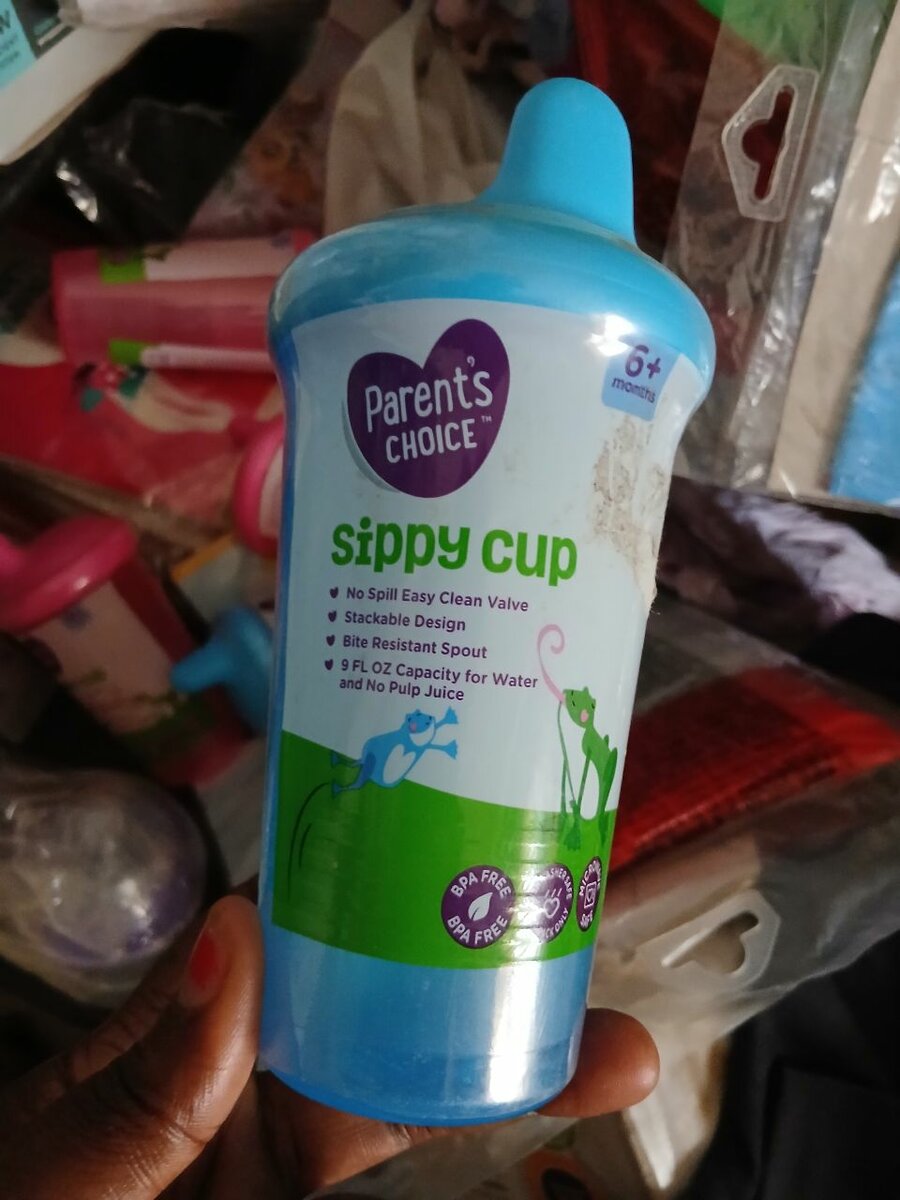 Parent's
CHOICE™
6+
months
sippy cup
No Spill Easy Clean Valve
Stackable Design
Bite Resistant Spout
9 FL OZ Capacity for Water
and No Pulp Juice
BPA FREE
BPA FREE